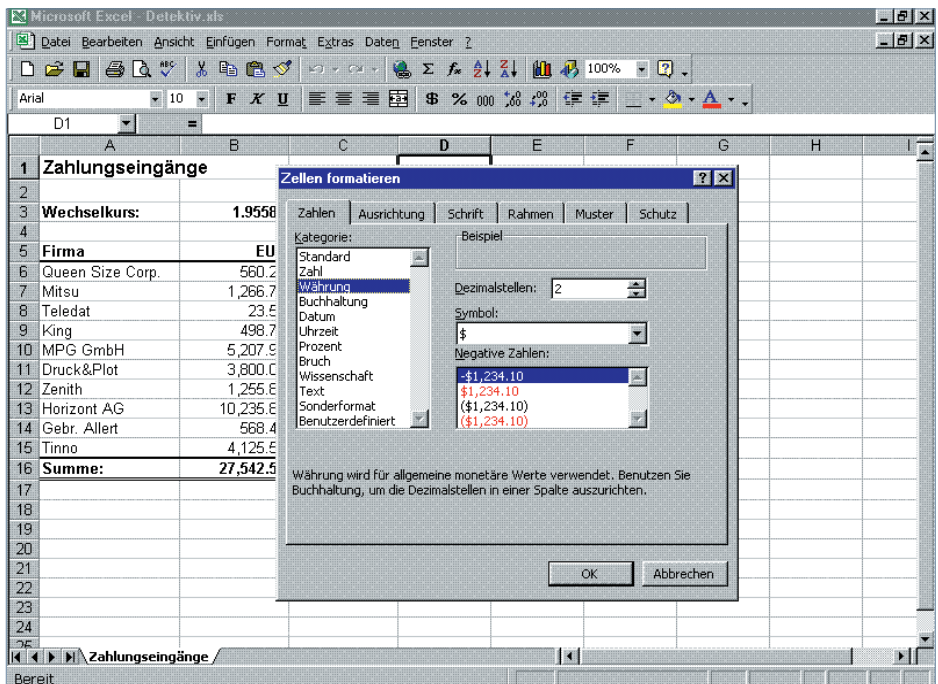 Microsoft Excel - Detektiv.xls
Datei Bearbeiten Ansicht Einfügen Format Extras Daten Fenster ?
ABC Σ fx A Z Z A 100% ?
Arial 10 F K U $ % 000
D1 =
A B C D E F G H I
1 Zahlungseingänge
2
3 Wechselkurs: 1.9558
4
5 Firma EU
6 Queen Size Corp. 560.2
7 Mitsu 1,266.7
8 Teledat 23.5
9 King 498.7
10 MPG GmbH 5,207.9
11 Druck&Plot 3,800.0
12 Zenith 1,255.8
13 Horizont AG 10,235.8
14 Gebr. Allert 568.4
15 Tinno 4,125.5
16 Summe: 27,542.5
17
18
19
20
21
22
23
24
25
Zellen formatieren
Zahlen Ausrichtung Schrift Rahmen Muster Schutz
Kategorie:
Standard
Zahl
Währung
Buchhaltung
Datum
Uhrzeit
Prozent
Bruch
Wissenschaft
Text
Sonderformat
Benutzerdefiniert
Beispiel
Dezimalstellen: 2
Symbol:
$
Negative Zahlen:
-$1,234.10
$1,234.10
($1,234.10)
($1,234.10)
Währung wird für allgemeine monetäre Werte verwendet. Benutzen Sie
Buchhaltung, um die Dezimalstellen in einer Spalte auszurichten.
OK Abbrechen
Zahlungseingänge
Bereit